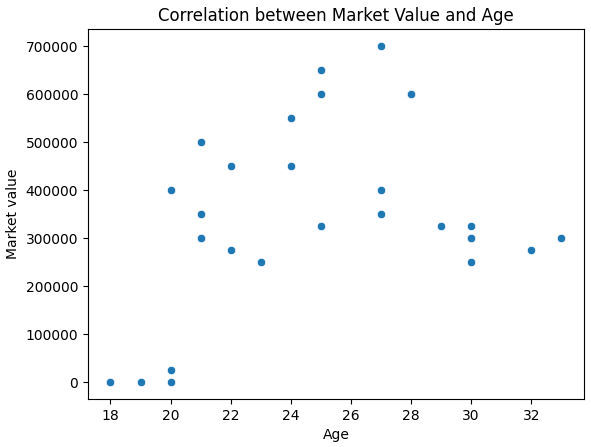 Correlation between Market Value and Age
700000
600000
500000
400000
300000
200000
100000
0
Market value
18 20 22 24 26 28 30 32
Age